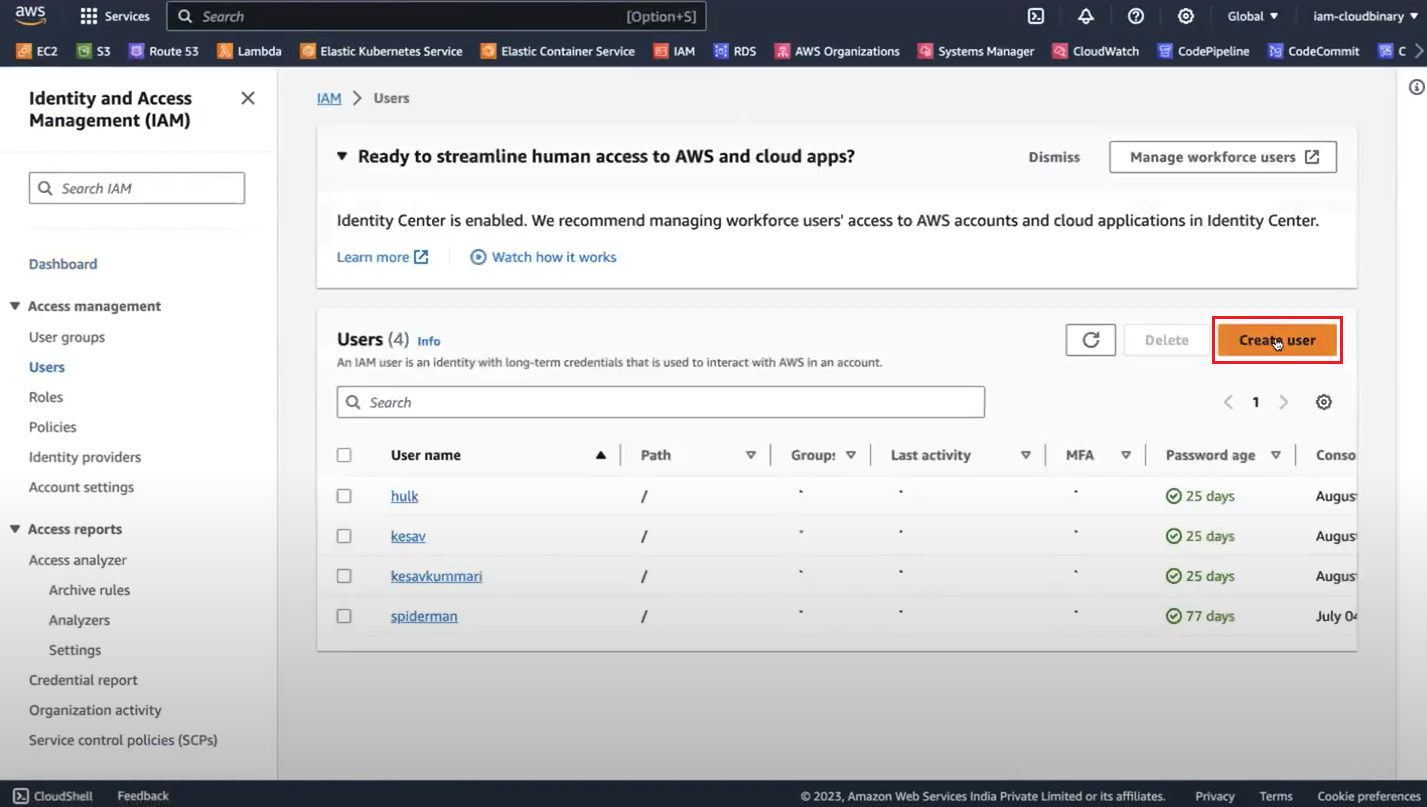 aws
Services
Search
[Option+S]
Global
iam-cloudbinary
EC2
S3
Route 53
Lambda
Elastic Kubernetes Service
Elastic Container Service
IAM
RDS
AWS Organizations
Systems Manager
CloudWatch
CodePipeline
CodeCommit
C
Identity and Access
Management (IAM)
Search IAM
Dashboard
Access management
User groups
Users
Roles
Policies
Identity providers
Account settings
Access reports
Access analyzer
Archive rules
Analyzers
Settings
Credential report
Organization activity
Service control policies (SCPs)
IAM > Users
Ready to streamline human access to AWS and cloud apps?
Dismiss
Manage workforce users
Identity Center is enabled. We recommend managing workforce users' access to AWS accounts and cloud applications in Identity Center.
Learn more
Watch how it works
Users (4) Info
An IAM user is an identity with long-term credentials that is used to interact with AWS in an account.
Delete
Create user
Search
1
User name Path Group: Last activity MFA Password age Conso
hulk / - - - 25 days Augus
kesav / - - - 25 days Augus
kesavkummari / - - - 25 days Augus
spiderman / - - - 77 days July 04
CloudShell
Feedback
© 2023, Amazon Web Services India Private Limited or its affiliates.
Privacy
Terms
Cookie preferences